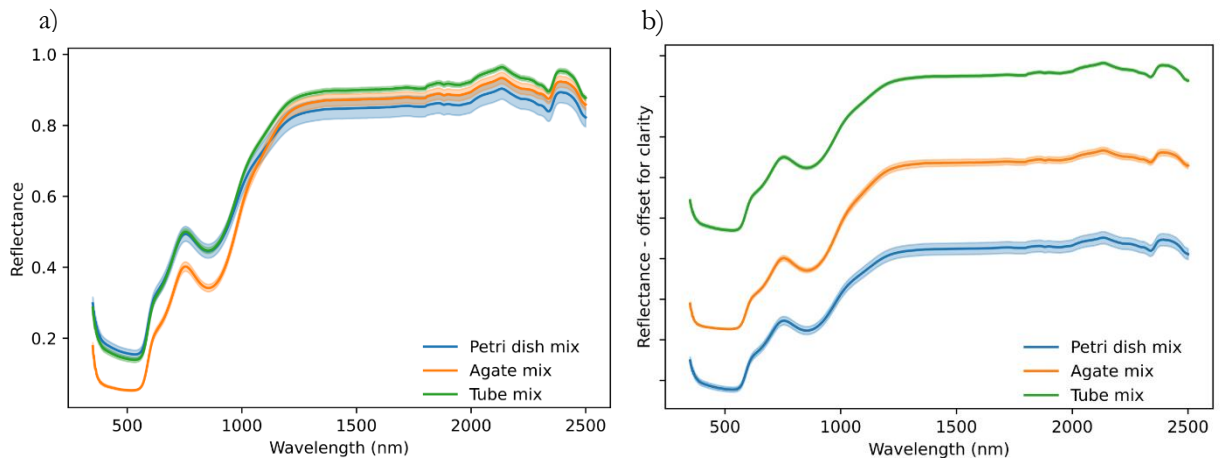 a)
1.0
0.8
0.6
0.4
0.2
Reflectance
Petri dish mix
Agate mix
Tube mix
500 1000 1500 2000 2500
Wavelength (nm)
b)
Reflectance - offset for clarity
Petri dish mix
Agate mix
Tube mix
500 1000 1500 2000 2500
Wavelength (nm)